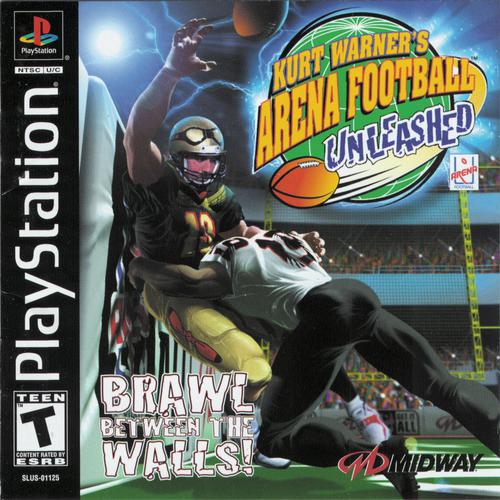 PlayStation
NTSC U/C
PlayStation
KURT WARNER'S
ARENA FOOTBALL
UNLEASHED
ARENA
FOOTBALL
13
BRAWL
BETWEEN THE
WALLS!
TEEN
T
CONTENT RATED BY
ESRB
SLUS-01125
MIDWAY